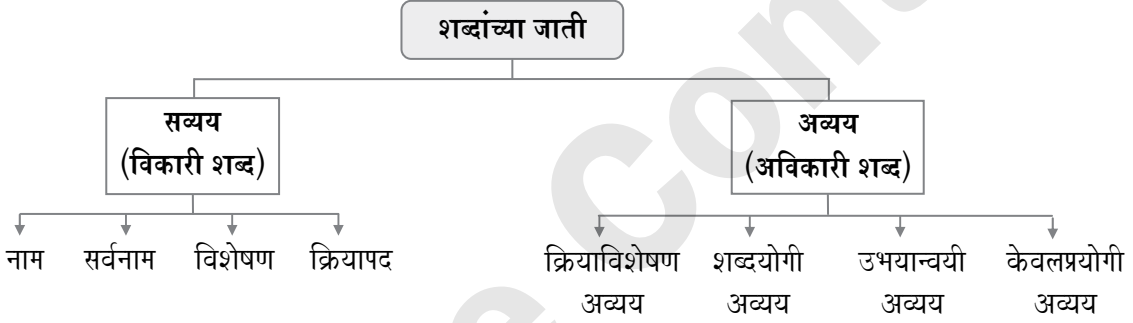 शब्दांच्या जाती
सव्यय
(विकारी शब्द)
अव्यय
(अविकारी शब्द)
नाम
सर्वनाम
विशेषण
क्रियापद
क्रियाविशेषण
अव्यय
शब्दयोगी
अव्यय
उभयान्वयी
अव्यय
केवलप्रयोगी
अव्यय